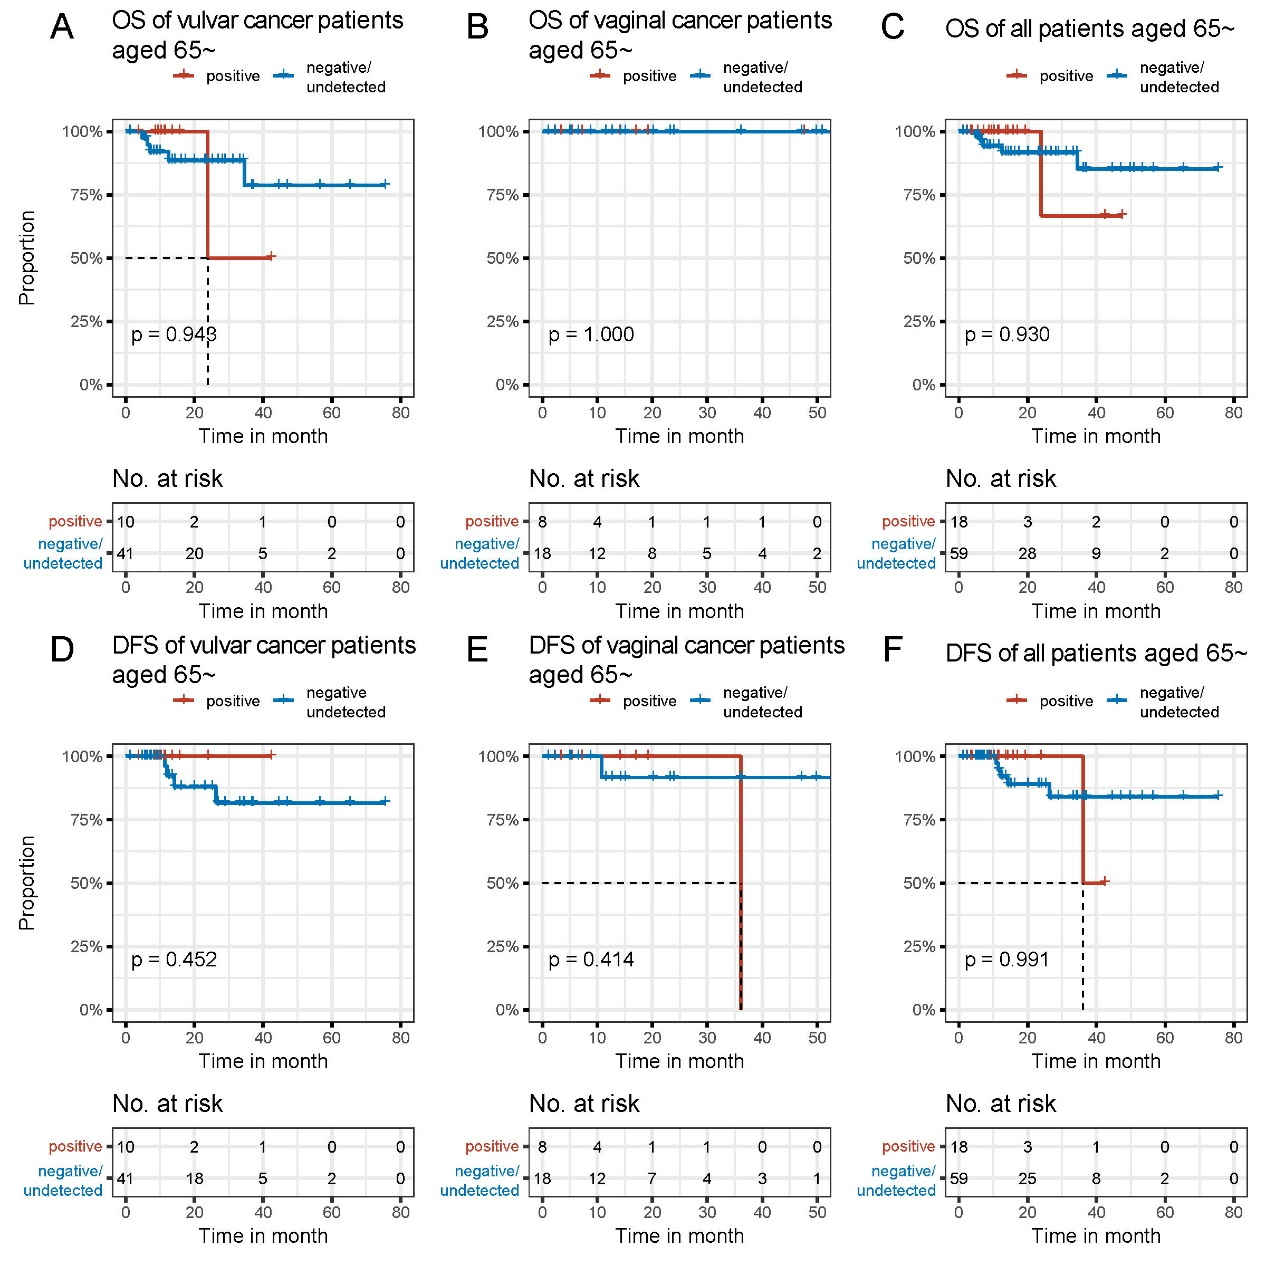 A
OS of vulvar cancer patients
aged 65~
positive
negative/
undetected
Proportion
100%
75%
50%
25%
0%
p = 0.943
0 20 40 60 80
Time in month
No. at risk
positive 10 2 1 0 0
negative/
undetected 41 20 5 2 0
0 20 40 60 80
Time in month
B
OS of vaginal cancer patients
aged 65~
positive
negative/
undetected
100%
75%
50%
25%
0%
p = 1.000
0 10 20 30 40 50
Time in month
No. at risk
positive 8 4 1 1 1 0
negative/
undetected 18 12 8 5 4 2
0 10 20 30 40 50
Time in month
C
OS of all patients aged 65~
positive
negative/
undetected
100%
75%
50%
25%
0%
p = 0.930
0 20 40 60 80
Time in month
No. at risk
positive 18 3 2 0 0
negative/
undetected 59 28 9 2 0
0 20 40 60 80
Time in month
D
DFS of vulvar cancer patients
aged 65~
positive
negative
undetected
Proportion
100%
75%
50%
25%
0%
p = 0.452
0 20 40 60 80
Time in month
No. at risk
positive 10 2 1 0 0
negative/
undetected 41 18 5 2 0
0 20 40 60 80
Time in month
E
DFS of vaginal cancer patients
aged 65~
positive
negative/
undetected
100%
75%
50%
25%
0%
p = 0.414
0 10 20 30 40 50
Time in month
No. at risk
positive 8 4 1 1 0 0
negative/
undetected 18 12 7 4 3 1
0 10 20 30 40 50
Time in month
F
DFS of all patients aged 65~
positive
negative/
undetected
100%
75%
50%
25%
0%
p = 0.991
0 20 40 60 80
Time in month
No. at risk
positive 18 3 1 0 0
negative/
undetected 59 25 8 2 0
0 20 40 60 80
Time in month